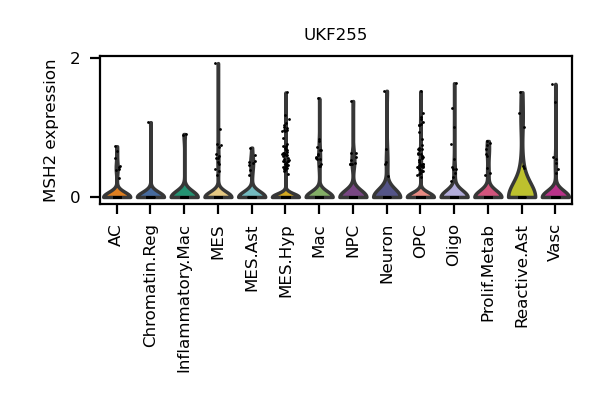 UKF255
MSH2 expression
2
0
AC
Chromatin.Reg
Inflammatory.Mac
MES
MES.Ast
MES.Hyp
Mac
NPC
Neuron
OPC
Oligo
Prolif.Metab
Reactive.Ast
Vasc